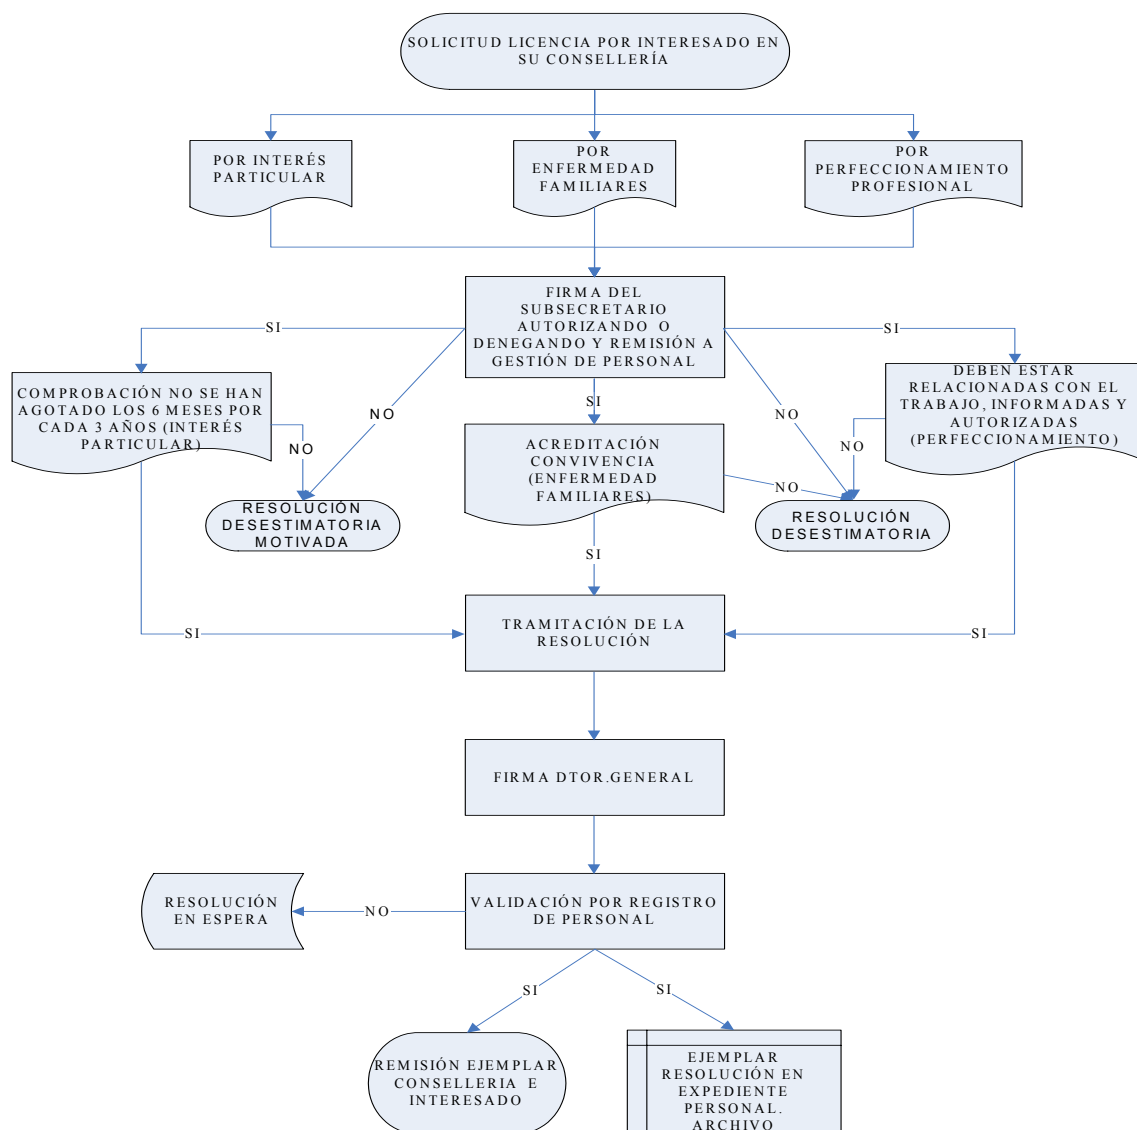 SOLICITUD LICENCIA POR INTERESADO EN
SU CONSELLERÍA
POR INTERÉS
PARTICULAR
POR
ENFERMEDAD
FAMILIARES
POR
PERFECCIONAMIENTO
PROFESIONAL
FIRMA DEL
SUBSECRETARIO
AUTORIZANDO O
DENEGANDO Y REMISIÓN A
GESTIÓN DE PERSONAL
SI
SI
SI
NO
NO
COMPROBACIÓN NO SE HAN
AGOTADO LOS 6 MESES POR
CADA 3 AÑOS (INTERÉS
PARTICULAR)
NO
ACREDITACIÓN
CONVIVENCIA
(ENFERMEDAD
FAMILIARES)
NO
DEBEN ESTAR
RELACIONADAS CON EL
TRABAJO, INFORMADAS Y
AUTORIZADAS
(PERFECCIONAMIENTO)
NO
RESOLUCIÓN
DESESTIMATORIA
MOTIVADA
RESOLUCIÓN
DESESTIMATORIA
SI
SI
SI
TRAMITACIÓN DE LA
RESOLUCIÓN
FIRMA DTOR.GENERAL
VALIDACIÓN POR REGISTRO
DE PERSONAL
NO
RESOLUCIÓN
EN ESPERA
SI
SI
REMISIÓN EJEMPLAR
CONSELLERIA E
INTERESADO
EJEMPLAR
RESOLUCIÓN EN
EXPEDIENTE
PERSONAL.
ARCHIVO